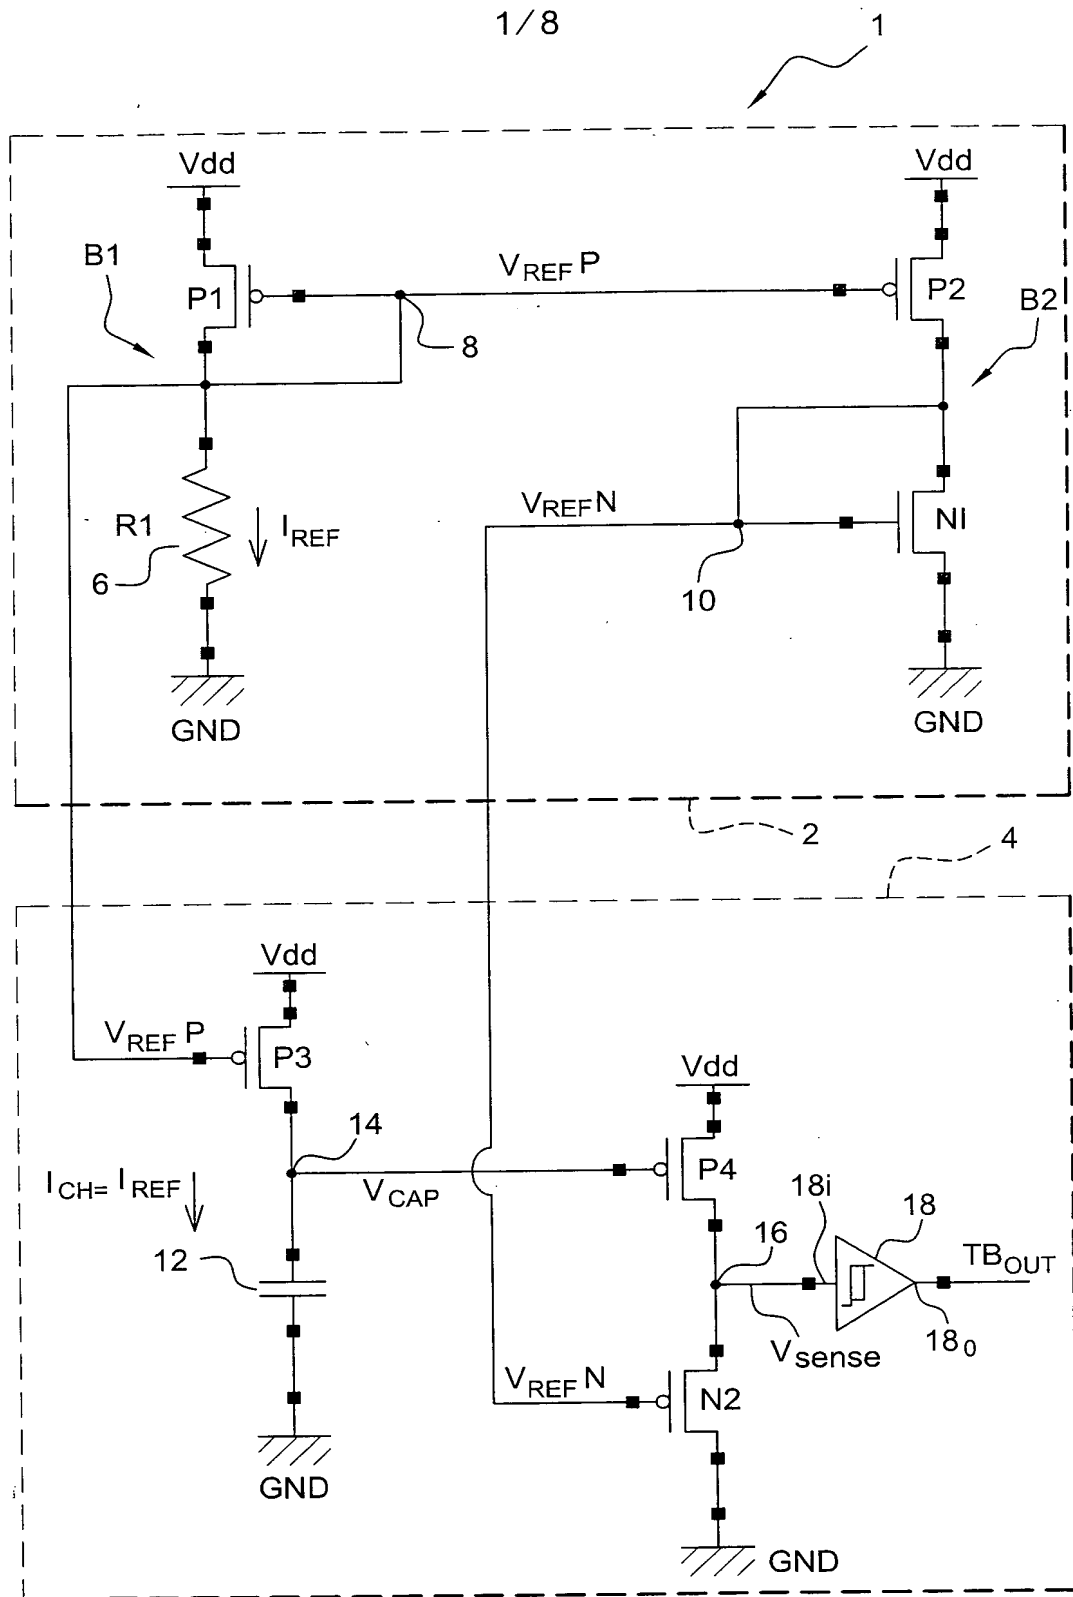 1/8
1
Vdd
Vdd
B1
P1
VREF P
P2
B2
8
R1
IREF
VREF N
N1
6
10
GND
GND
2
4
Vdd
VREF P
P3
Vdd
14
P4
ICH= IREF
VCAP
18i
18
16
TBOUT
12
Vsense
180
VREF N
N2
GND
GND